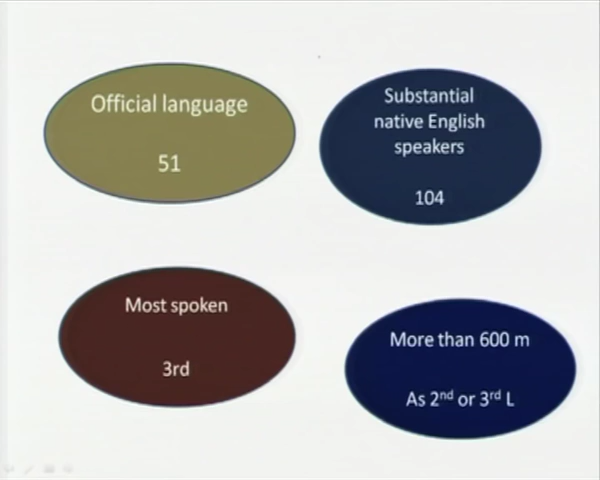 Official language
51
Substantial
native English
speakers
104
Most spoken
3rd
More than 600 m
As 2nd or 3rd L